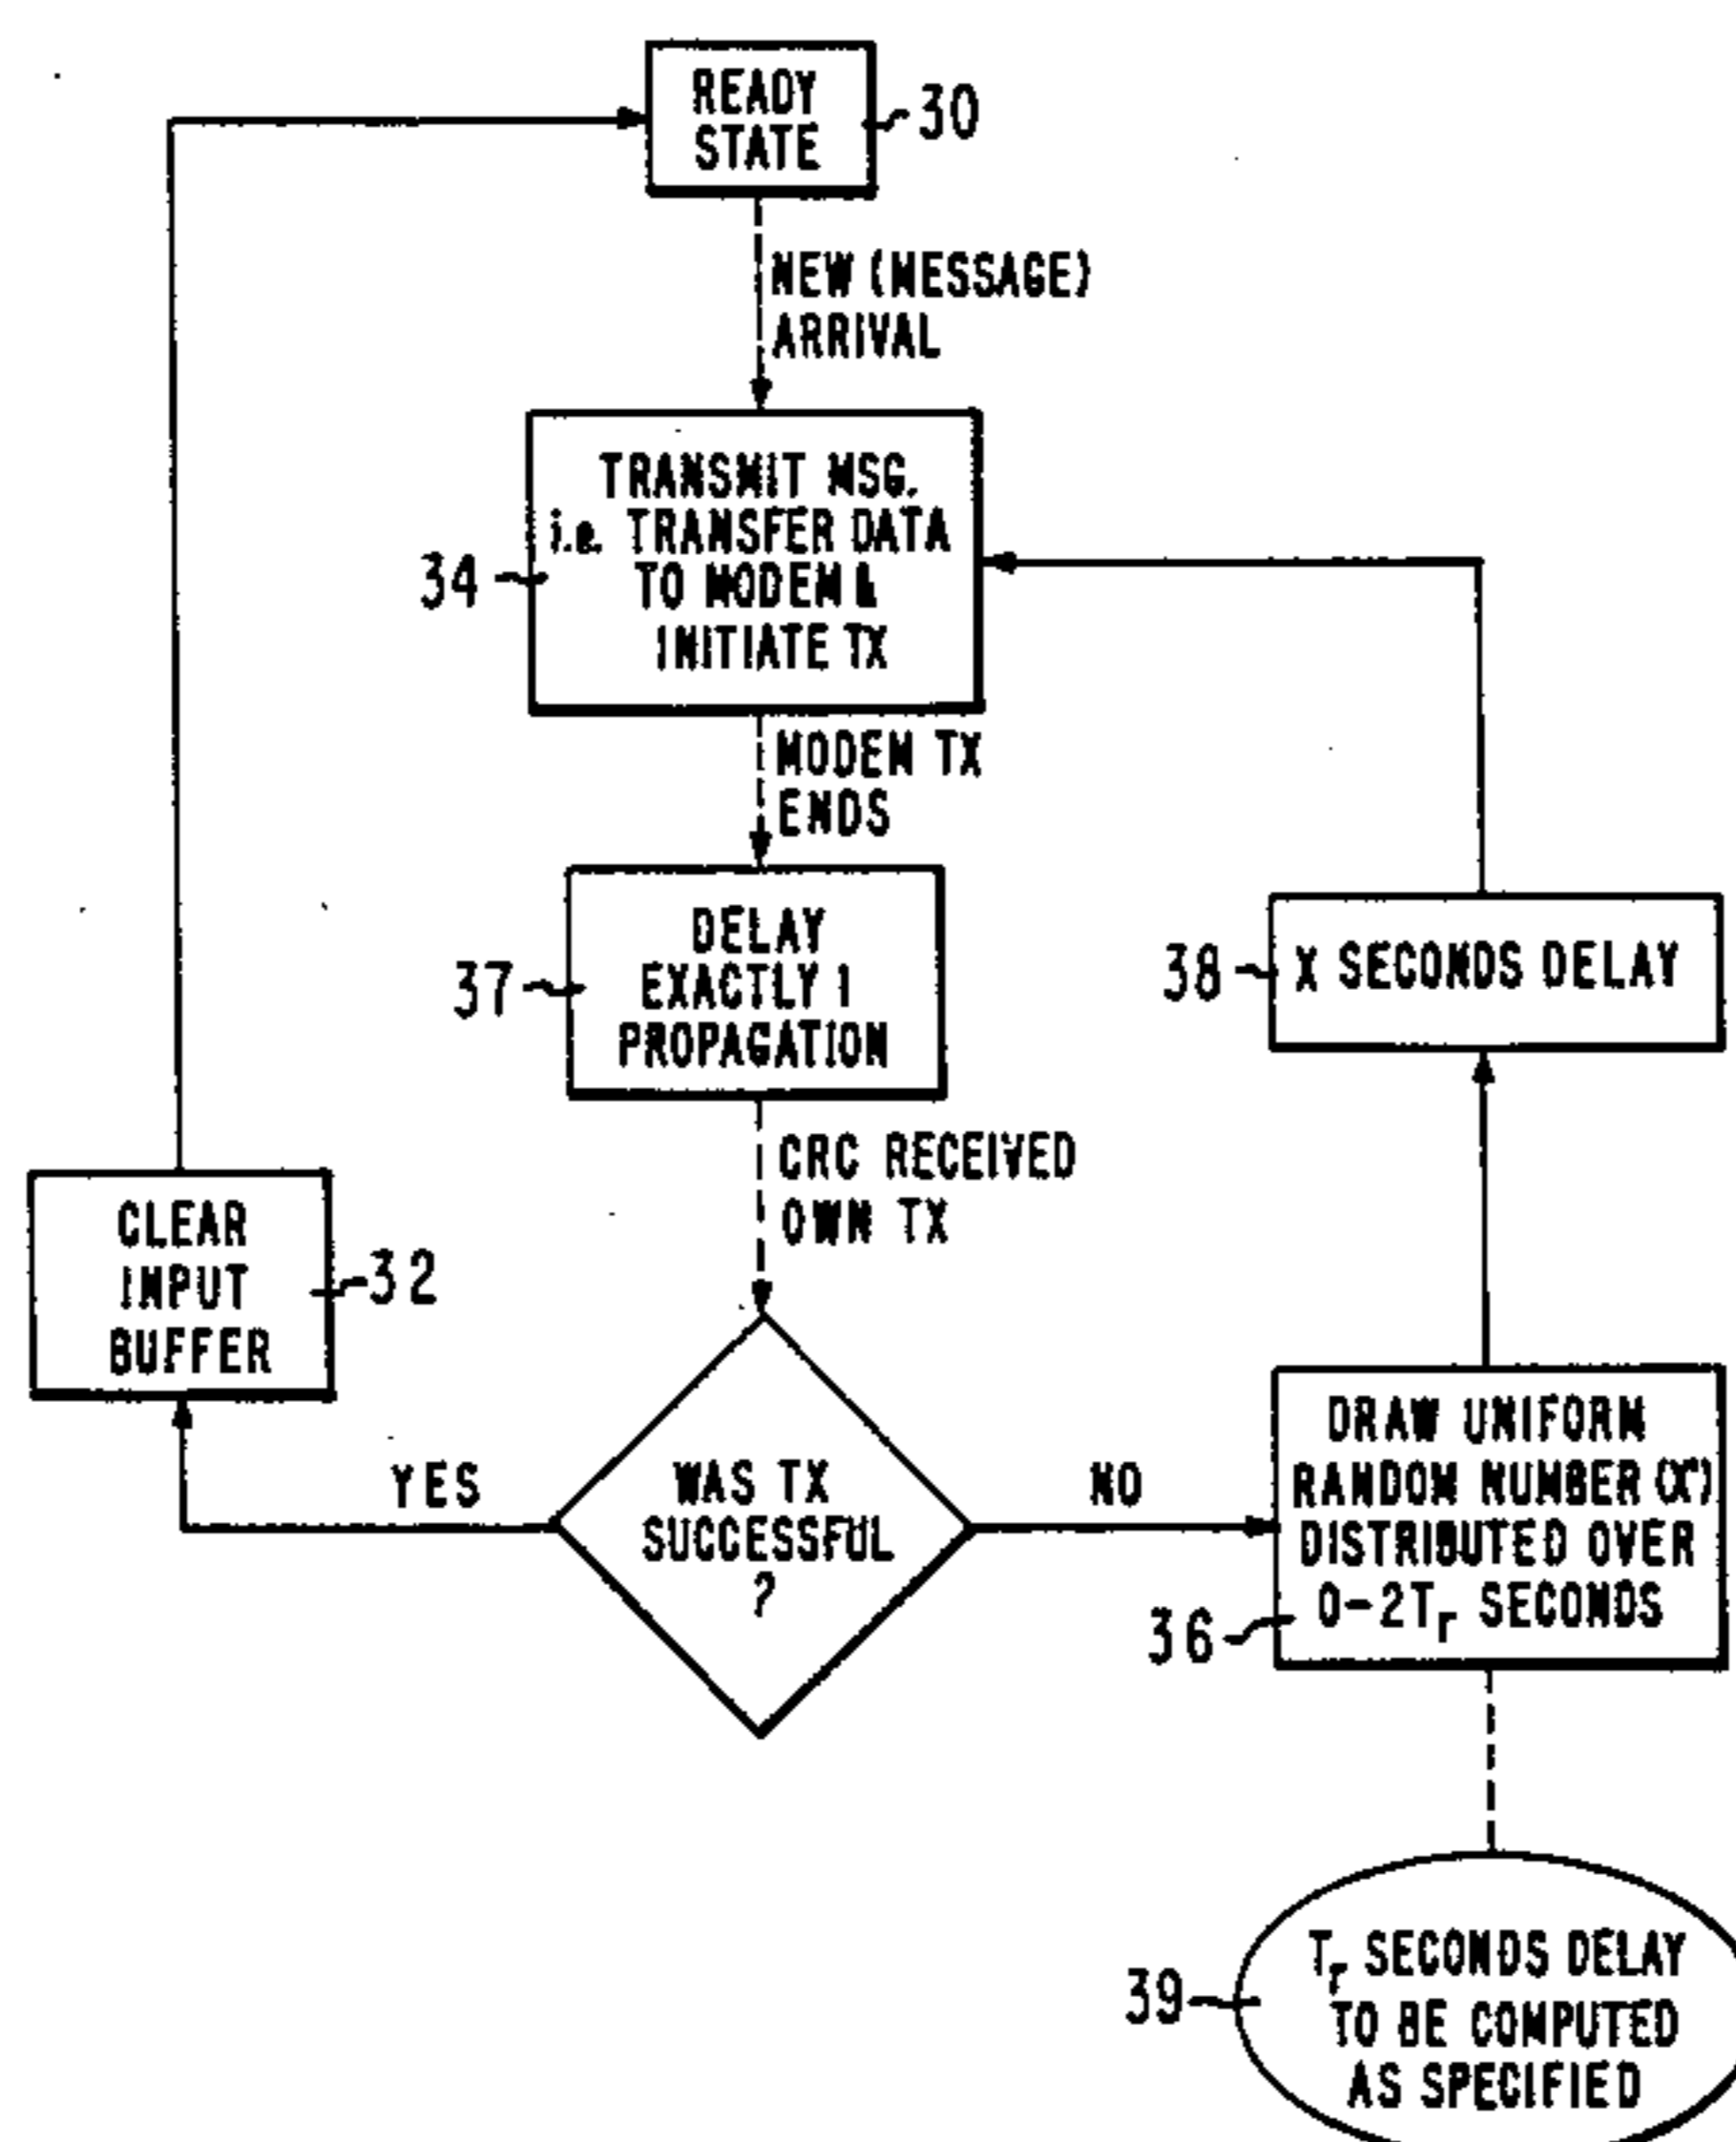 READY
STATE
30
NEW (MESSAGE)
ARRIVAL
TRANSMIT MSG.
i.e. TRANSFER DATA
TO MODEM &
INITIATE TX
34
MODEM TX
ENDS
DELAY
EXACTLY 1
PROPAGATION
37
X SECONDS DELAY
38
CRC RECEIVED
OWN TX
CLEAR
INPUT
BUFFER
32
YES
WAS TX
SUCCESSFUL
?
NO
DRAW UNIFORM
RANDOM NUMBER (X)
DISTRIBUTED OVER
0-2Tr SECONDS
36
Tr SECONDS DELAY
TO BE COMPUTED
AS SPECIFIED
39